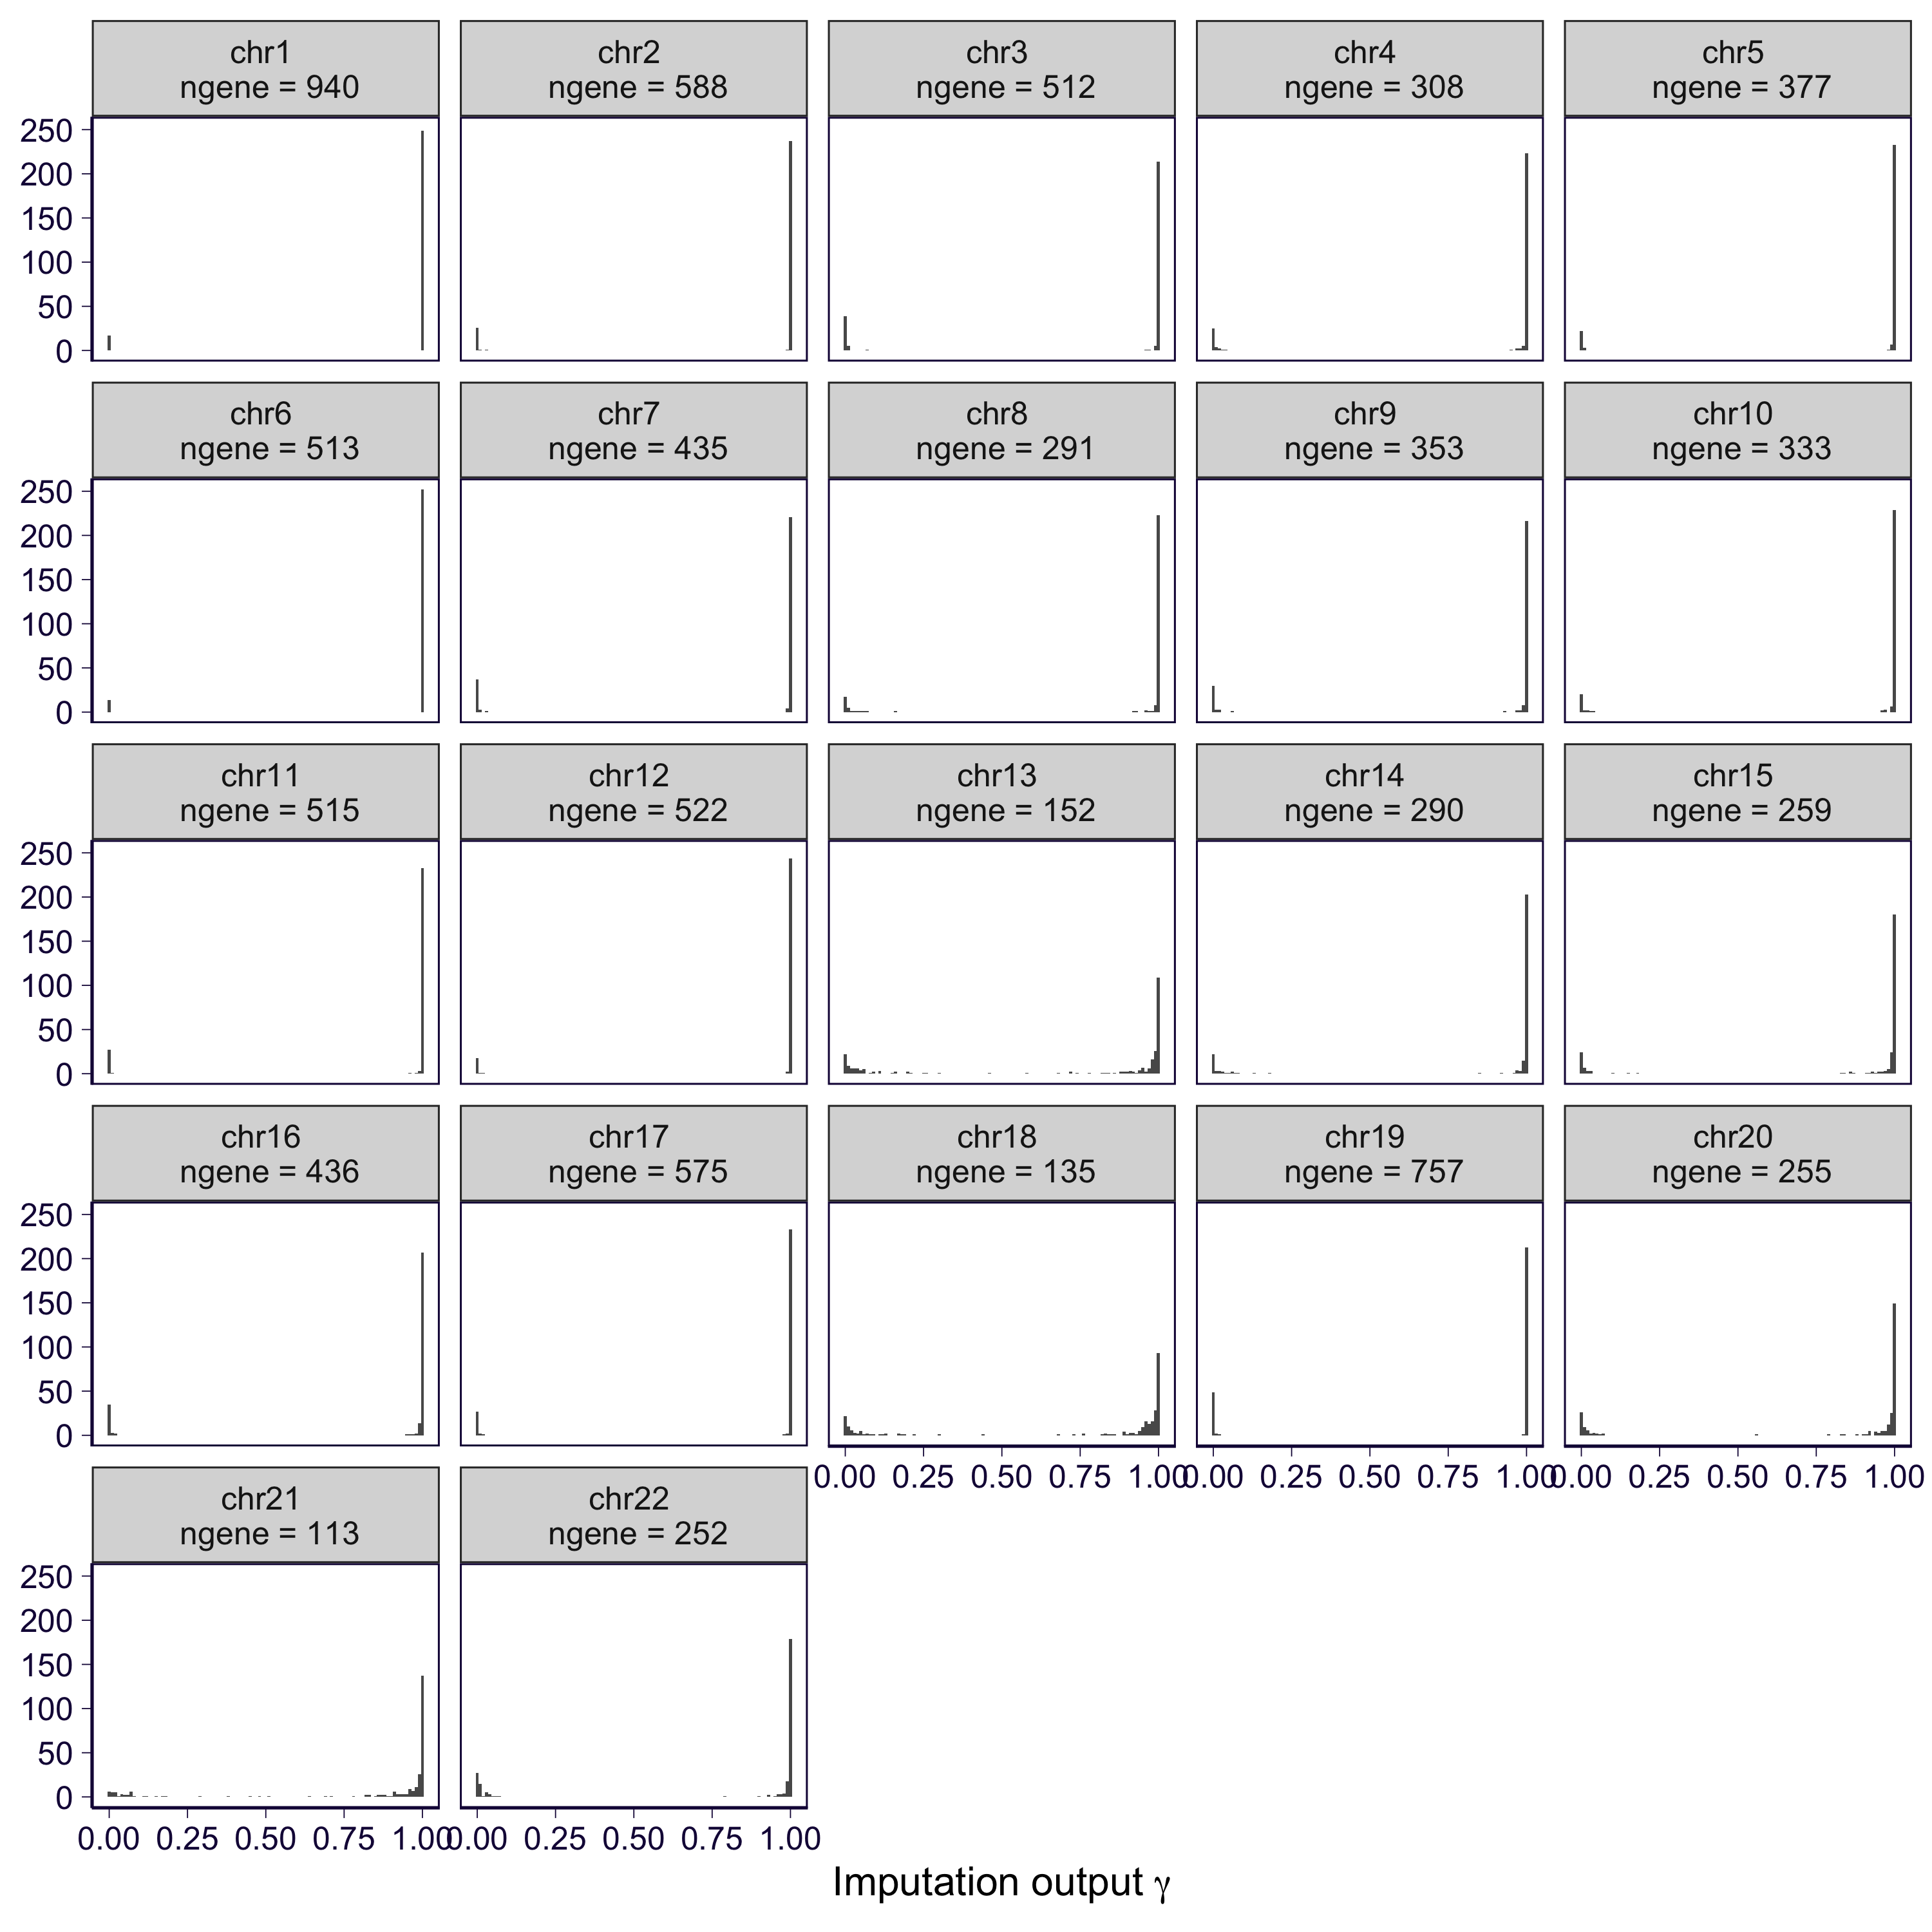 chr1 chr2 chr3 chr4 chr5
ngene = 940 ngene = 588 ngene = 512 ngene = 308 ngene = 377
250
200
150
100
50
0
chr6 chr7 chr8 chr9 chr10
ngene = 513 ngene = 435 ngene = 291 ngene = 353 ngene = 333
250
200
150
100
50
0
chr11 chr12 chr13 chr14 chr15
ngene = 515 ngene = 522 ngene = 152 ngene = 290 ngene = 259
250
200
150
100
50
0
chr16 chr17 chr18 chr19 chr20
ngene = 436 ngene = 575 ngene = 135 ngene = 757 ngene = 255
250
200
150
100
50
0
0.00 0.25 0.50 0.75 1.00 0.00 0.25 0.50 0.75 1.00 0.00 0.25 0.50 0.75 1.00
chr21 chr22
ngene = 113 ngene = 252
250
200
150
100
50
0
0.00 0.25 0.50 0.75 1.00 0.00 0.25 0.50 0.75 1.00
Imputation output γ